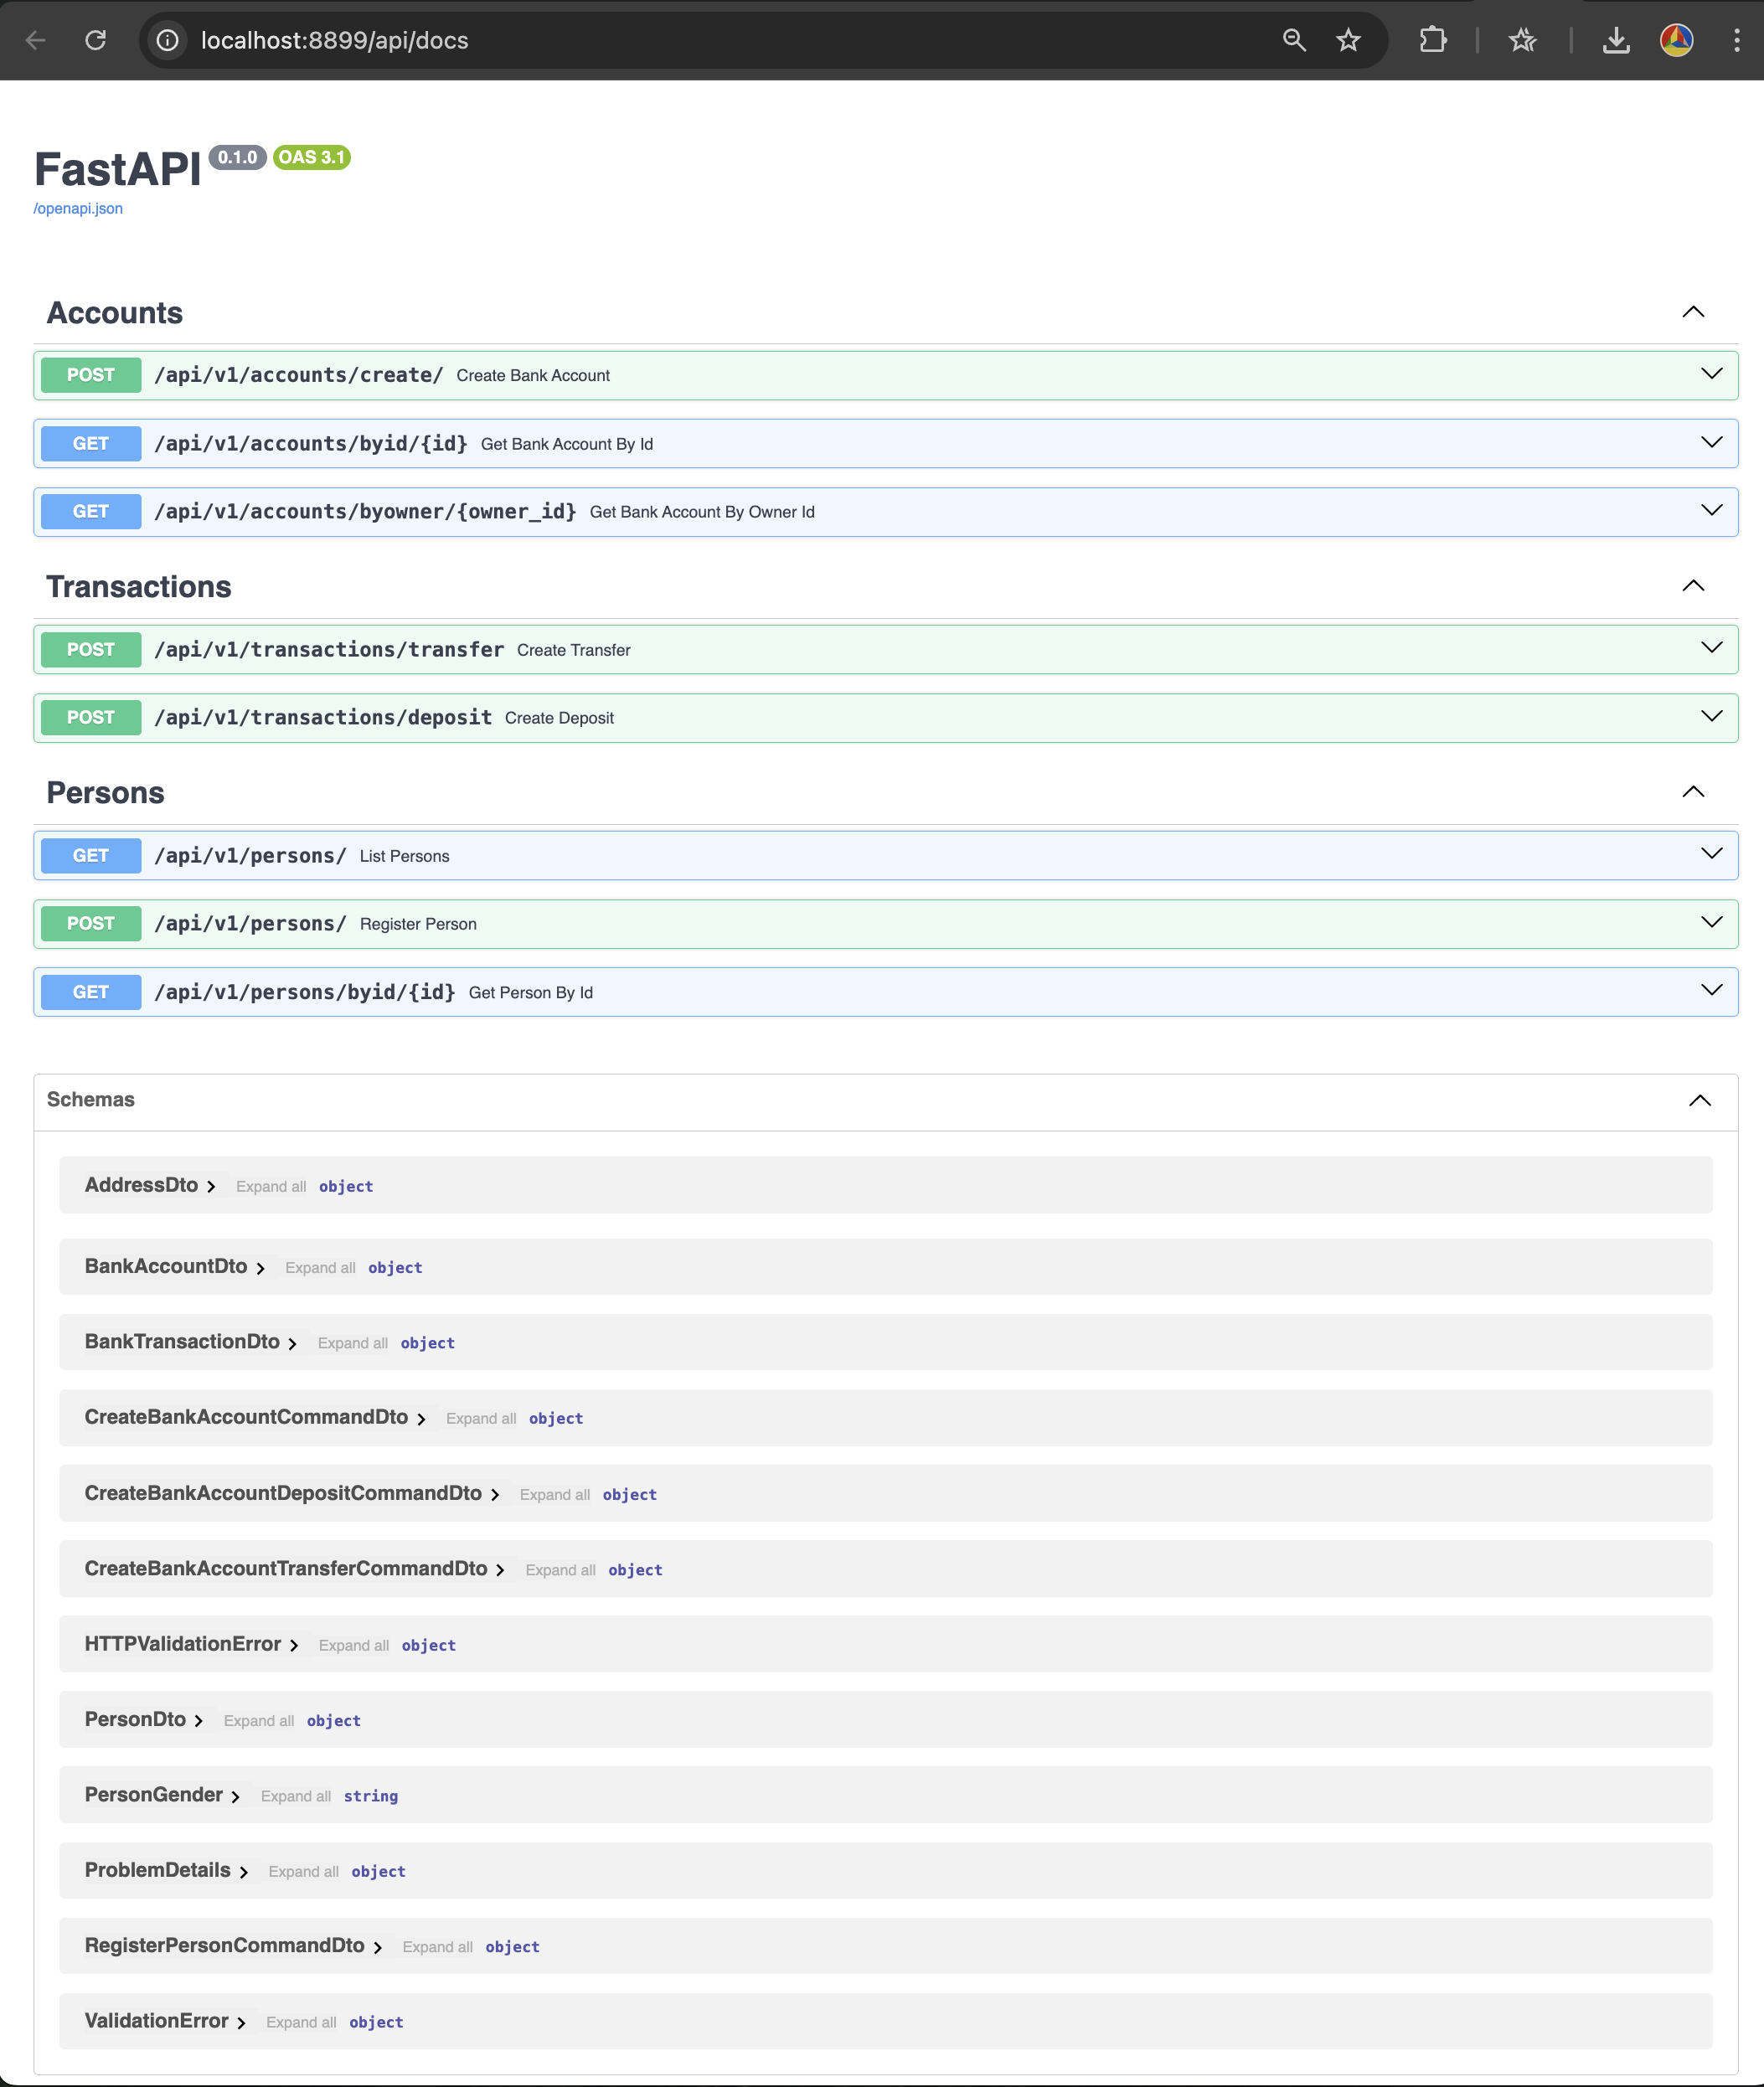 localhost:8899/api/docs
FastAPI 0.1.0 OAS 3.1
/openapi.json
Accounts
POST /api/v1/accounts/create/ Create Bank Account
GET /api/v1/accounts/byid/{id} Get Bank Account By Id
GET /api/v1/accounts/byowner/{owner_id} Get Bank Account By Owner Id
Transactions
POST /api/v1/transactions/transfer Create Transfer
POST /api/v1/transactions/deposit Create Deposit
Persons
GET /api/v1/persons/ List Persons
POST /api/v1/persons/ Register Person
GET /api/v1/persons/byid/{id} Get Person By Id
Schemas
AddressDto Expand all object
BankAccountDto Expand all object
BankTransactionDto Expand all object
CreateBankAccountCommandDto Expand all object
CreateBankAccountDepositCommandDto Expand all object
CreateBankAccountTransferCommandDto Expand all object
HTTPValidationError Expand all object
PersonDto Expand all object
PersonGender Expand all string
ProblemDetails Expand all object
RegisterPersonCommandDto Expand all object
ValidationError Expand all object